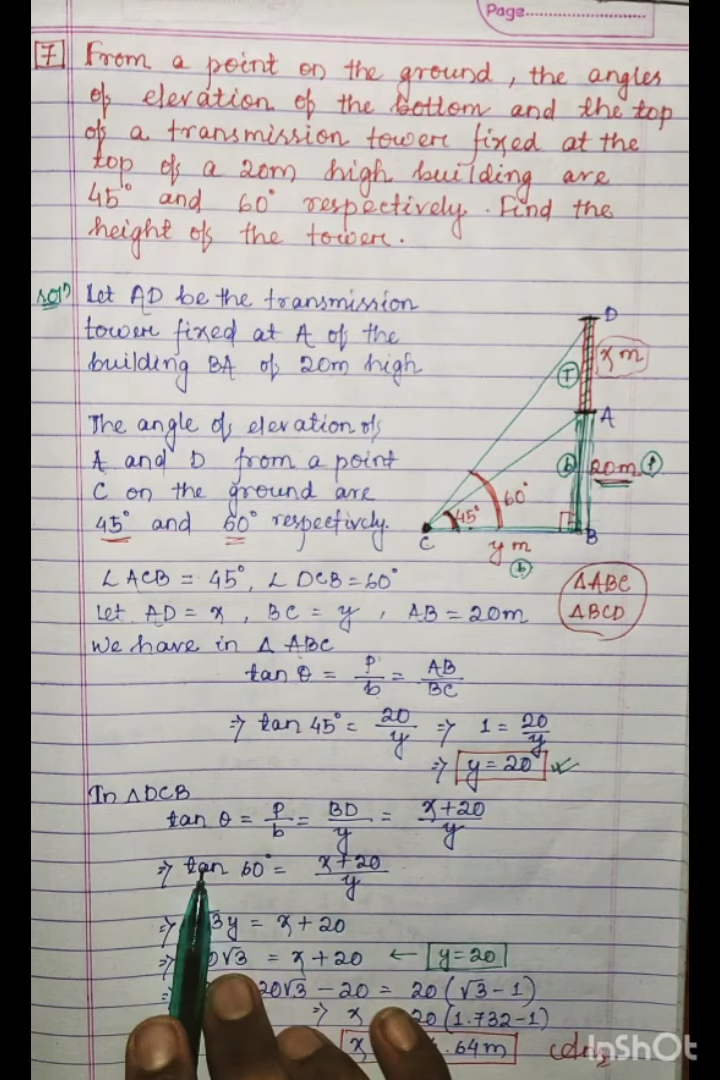 Page
7 From a point on the ground, the angles
of elevation of the bottom and the top
of a transmission tower fixed at the
top of a 20m high building are
45° and 60° respectively. Find the
height of the tower.
Soln Let AD be the transmission
tower fixed at A of the
building BA of 20m high
The angle of elevation of
A and D from a point
C on the ground are
45° and 60° respectively.
D
x m
T
A
b
20m P
60°
45°
C
B
y m
b
∠ACB = 45°, ∠DCB = 60°
ΔABC
ΔBCD
Let AD = x, BC = y, AB = 20m
We have in Δ ABC
tan θ = P/b = AB/BC
⇒ tan 45° = 20/y ⇒ 1 = 20/y
⇒ y = 20
In ΔDCB
tan θ = P/b = BD/y = x+20/y
⇒ tan 60° = x+20/y
⇒ 3y = x + 20
⇒ 0√3 = x + 20 ← y = 20
20√3 - 20 = 20(√3 - 1)
⇒ x 20(1.732-1)
x .64m
InShOt